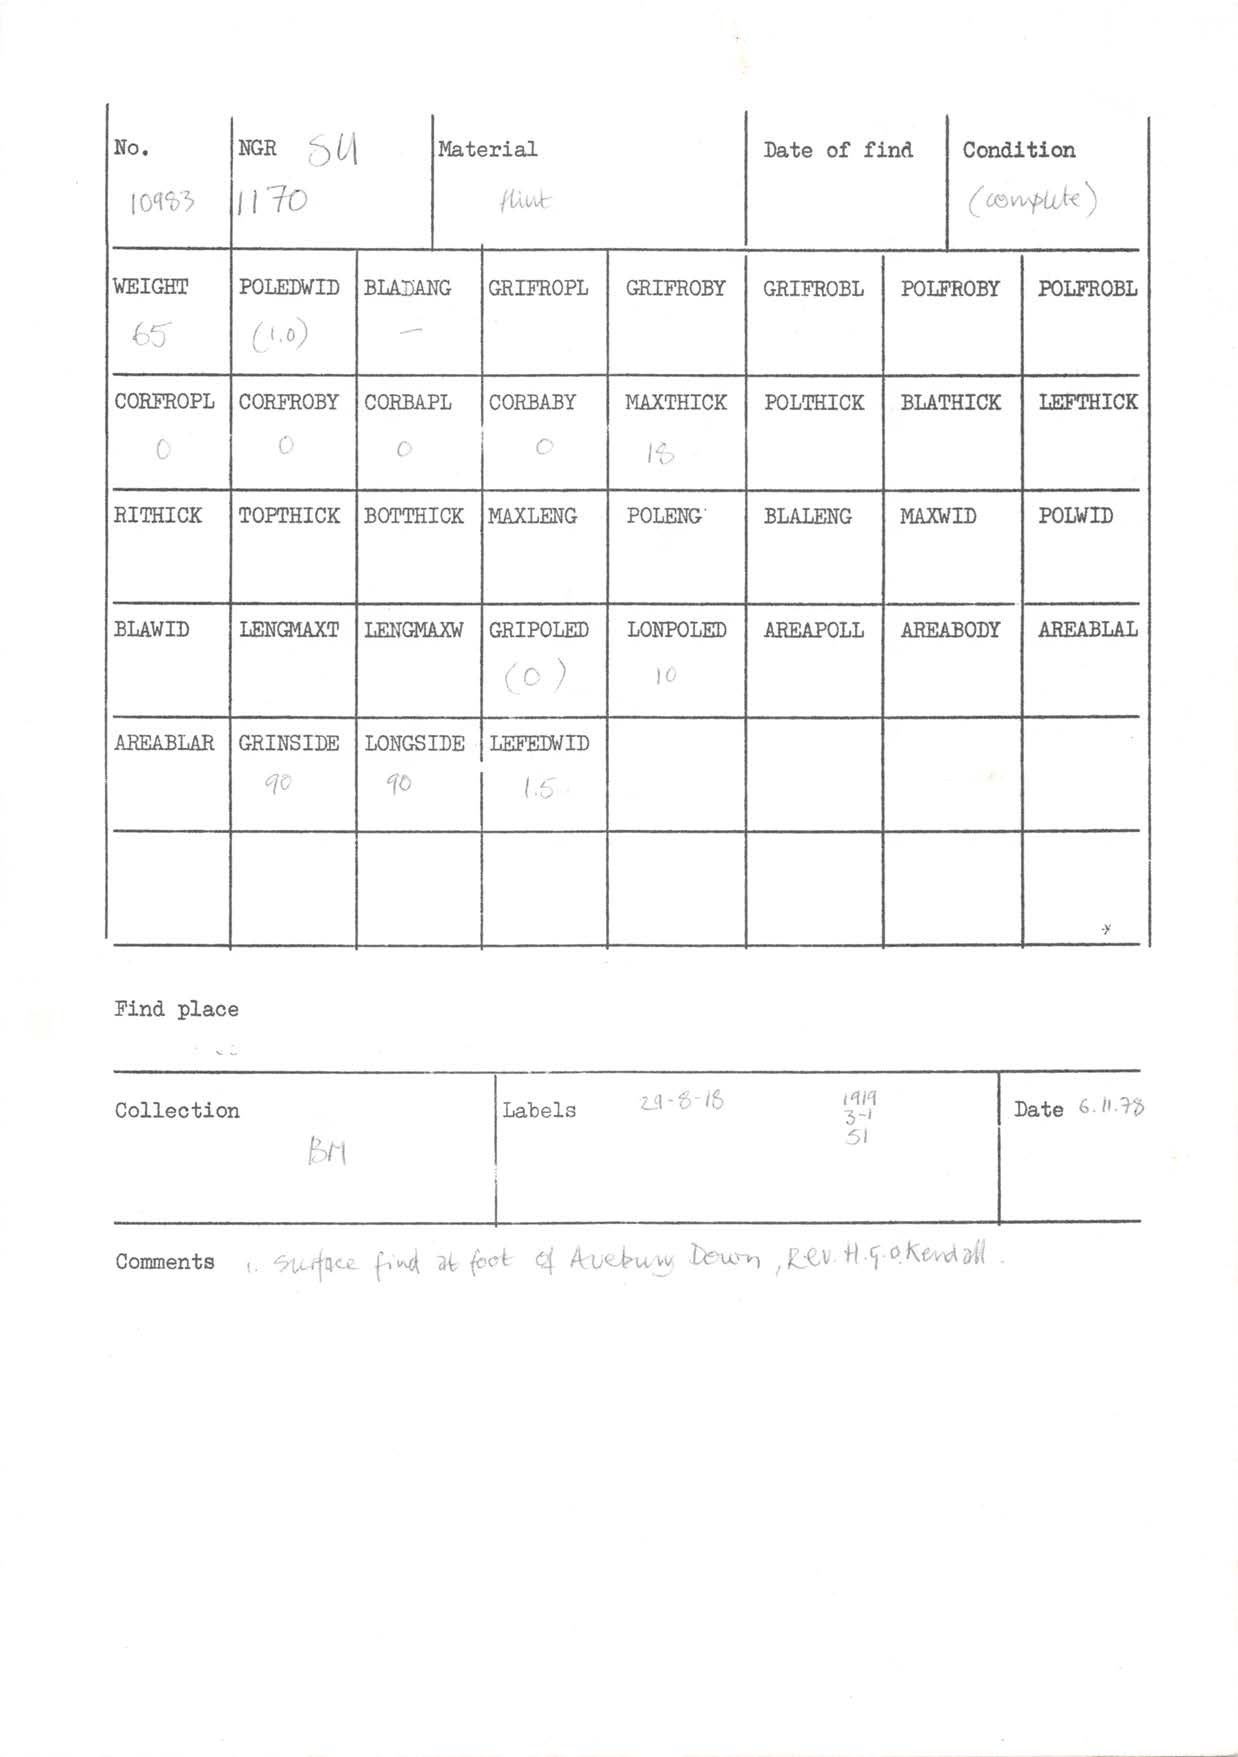 No. NGR SU Material Date of find Condition
10983 1170 flint (complete)
WEIGHT POLEDWID BLADANG GRIFROPL GRIFROBY GRIFROBL POLFROBY POLFROBL
65 (1.0) —
CORFROPL CORFROBY CORBAPL CORBABY MAXTHICK POLTHICK BLATHICK LEFTHICK
0 0 0 0 18
RITHICK TOPTHICK BOTTHICK MAXLENG POLENG BLALENG MAXWID POLWID
BLAWID LENGMAXT LENGMAXW GRIPOLED LONPOLED AREAPOLL AREABODY AREABLAL
(0) 10
AREABLAR GRINSIDE LONGSIDE LEFEDWID
90 90 1.5
Find place
Collection Labels 29-8-18 1919 Date 6.11.78
3-1
BM 51
Comments 1. Surface find at foot of Avebury Down, Rev. H.G.O. Kendall.